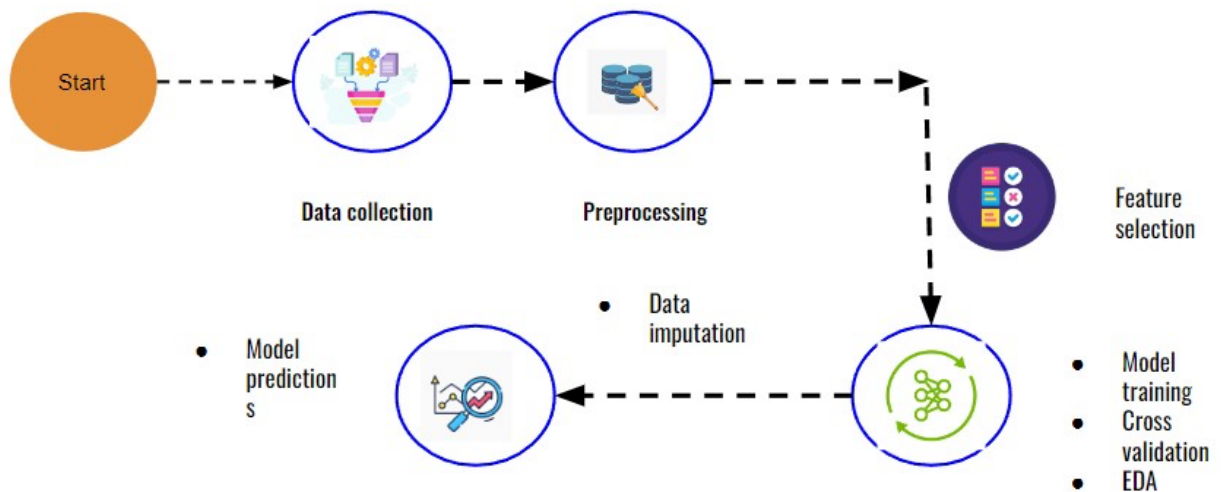 Start
Data collection
Preprocessing
Feature
selection
● Data
imputation
● Model
prediction
s
● Model
training
● Cross
validation
● EDA